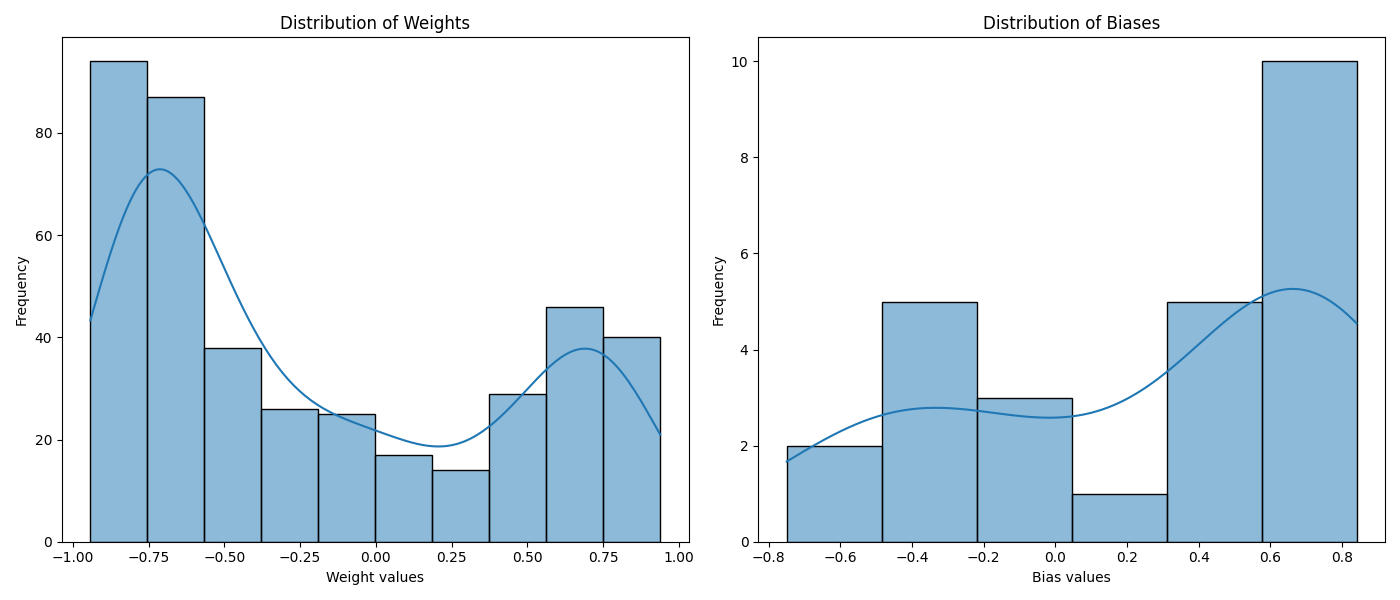 Distribution of Weights
Frequency
80
60
40
20
0
−1.00 −0.75 −0.50 −0.25 0.00 0.25 0.50 0.75 1.00
Weight values
Distribution of Biases
Frequency
10
8
6
4
2
0
−0.8 −0.6 −0.4 −0.2 0.0 0.2 0.4 0.6 0.8
Bias values